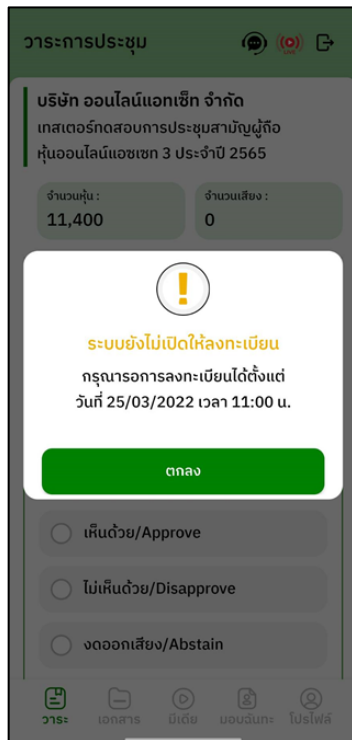 วาระการประชุม
LIVE
บริษัท ออนไลน์แอทเซ็ท จำกัด
เทสเตอร์ทดสอบการประชุมสามัญผู้ถือ
หุ้นออนไลน์แอซเซท 3 ประจำปี 2565
จำนวนหุ้น :
11,400
จำนวนเสียง :
0
ระบบยังไม่เปิดให้ลงทะเบียน
กรุณารอการลงทะเบียนได้ตั้งแต่
วันที่ 25/03/2022 เวลา 11:00 น.
ตกลง
เห็นด้วย/Approve
ไม่เห็นด้วย/Disapprove
งดออกเสียง/Abstain
วาระ
เอกสาร
มีเดีย
มอบฉันทะ
โปรไฟล์